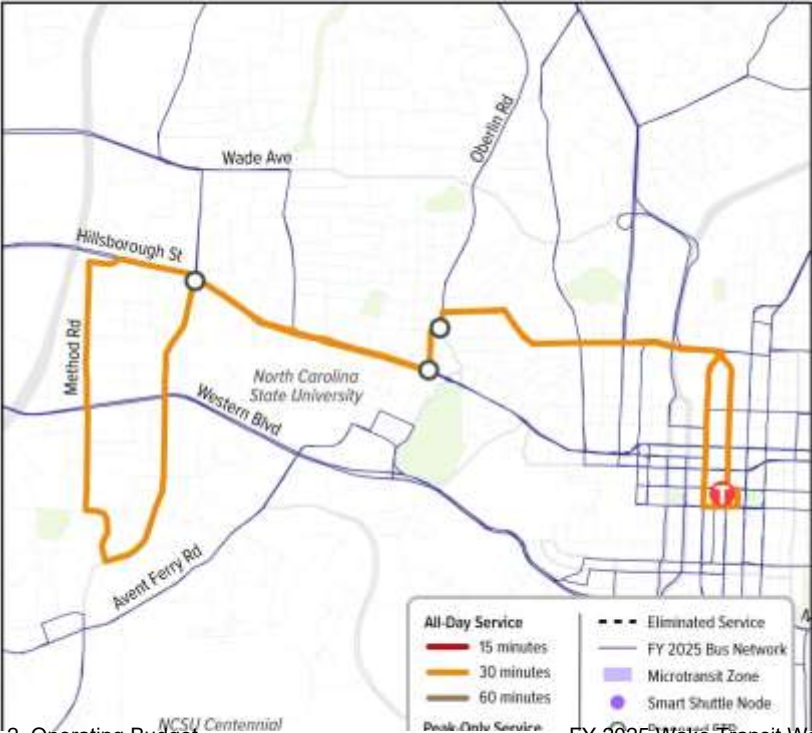 Oberlin Rd
Wade Ave
Hillsborough St
Method Rd
North Carolina
State University
Western Blvd
T
Avent Ferry Rd
All-Day Service
15 minutes
30 minutes
60 minutes
Peak-Only Service
Eliminated Service
FY 2025 Bus Network
Microtransit Zone
Smart Shuttle Node
NCSU Centennial
2. Operating Budget
FY 2025 Wake Transit W